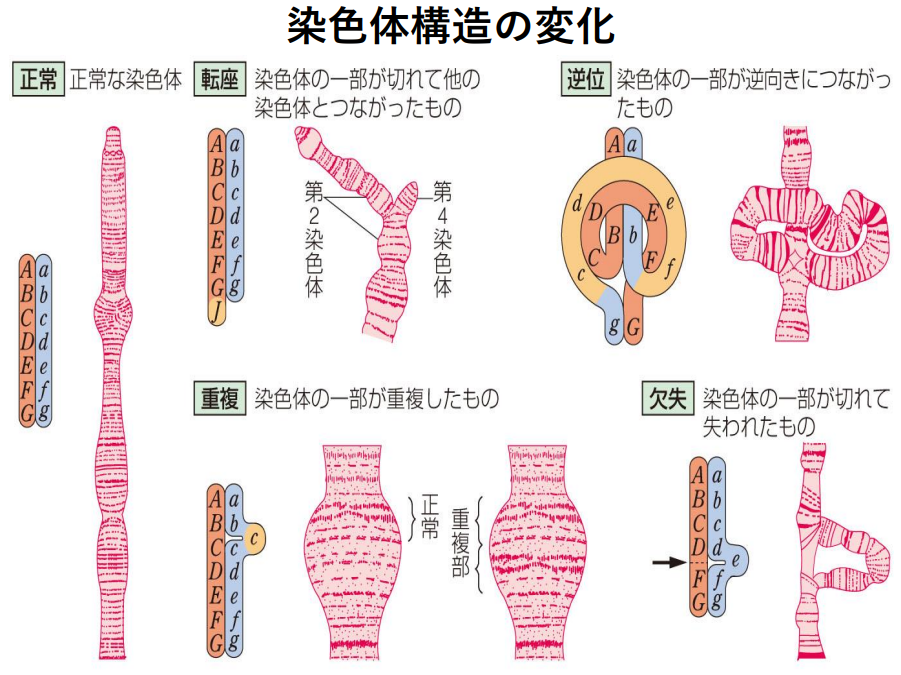 染色体構造の変化
正常 正常な染色体
A a
B b
C c
D d
E e
F f
G g
転座 染色体の一部が切れて他の
染色体とつながったもの
A a
B b
C c
D d
E e
F f
G g
J
第2染色体
第4染色体
逆位 染色体の一部が逆向きにつながっ
たもの
A a
d D E e
B b
C F
c f
g G
重複 染色体の一部が重複したもの
A a
B b
c
C c
D d
E e
F f
G g
正常
重複部
欠失 染色体の一部が切れて
失われたもの
A a
B b
C c
D d
e
F f
G g